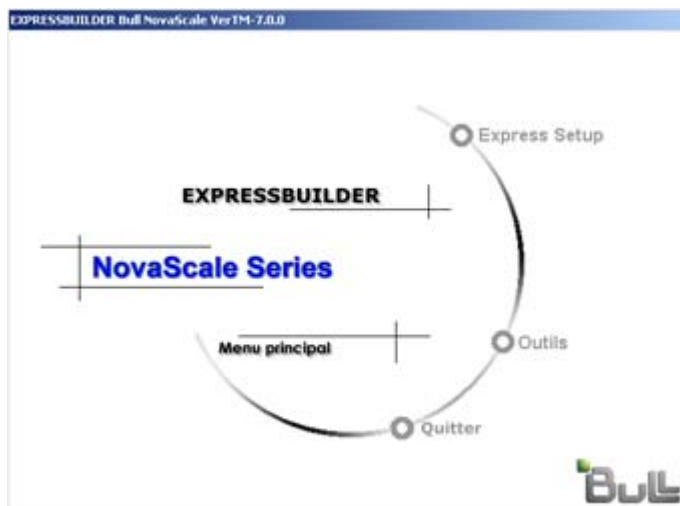 EXPRESSBUILDER Bull NovaScale VerTM-7.0.0
Express Setup
EXPRESSBUILDER
NovaScale Series
Outils
Menu principal
Quitter
Bull